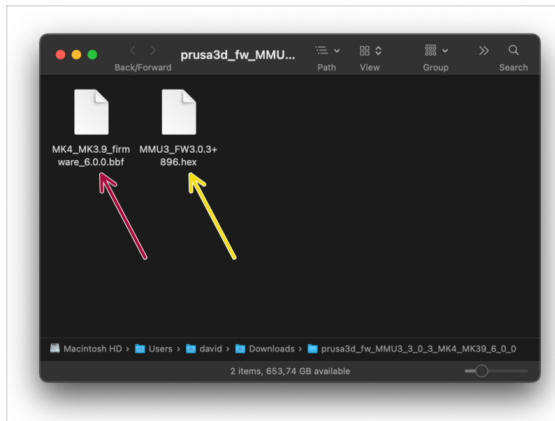 prusa3d_fw_MMU...
Back/Forward
Path
View
Group
Search
MK4_MK3.9_firm
ware_6.0.0.bbf
MMU3_FW3.0.3+
896.hex
Macintosh HD › Users › david › Downloads › prusa3d_fw_MMU3_3_0_3_MK4_MK39_6_0_0
2 items, 653,74 GB available